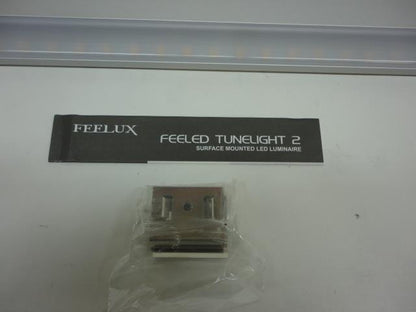 FEELUX
FEELED TUNELIGHT 2
SURFACE MOUNTED LED LUMINAIRE